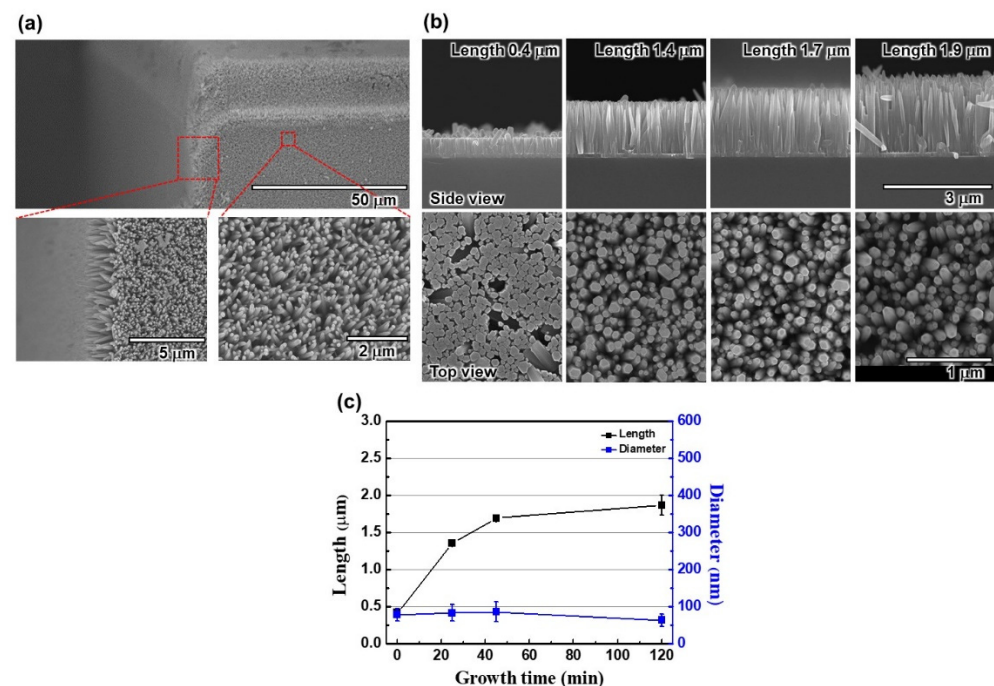 (a)
50 μm
5 μm
2 μm
(b)
Length 0.4 μm
Length 1.4 μm
Length 1.7 μm
Length 1.9 μm
Side view
3 μm
Top view
1 μm
(c)
Length
Diameter
3.0
2.5
2.0
1.5
1.0
0.5
0.0
Length (μm)
600
500
400
300
200
100
0
Diameter (nm)
0 20 40 60 80 100 120
Growth time (min)